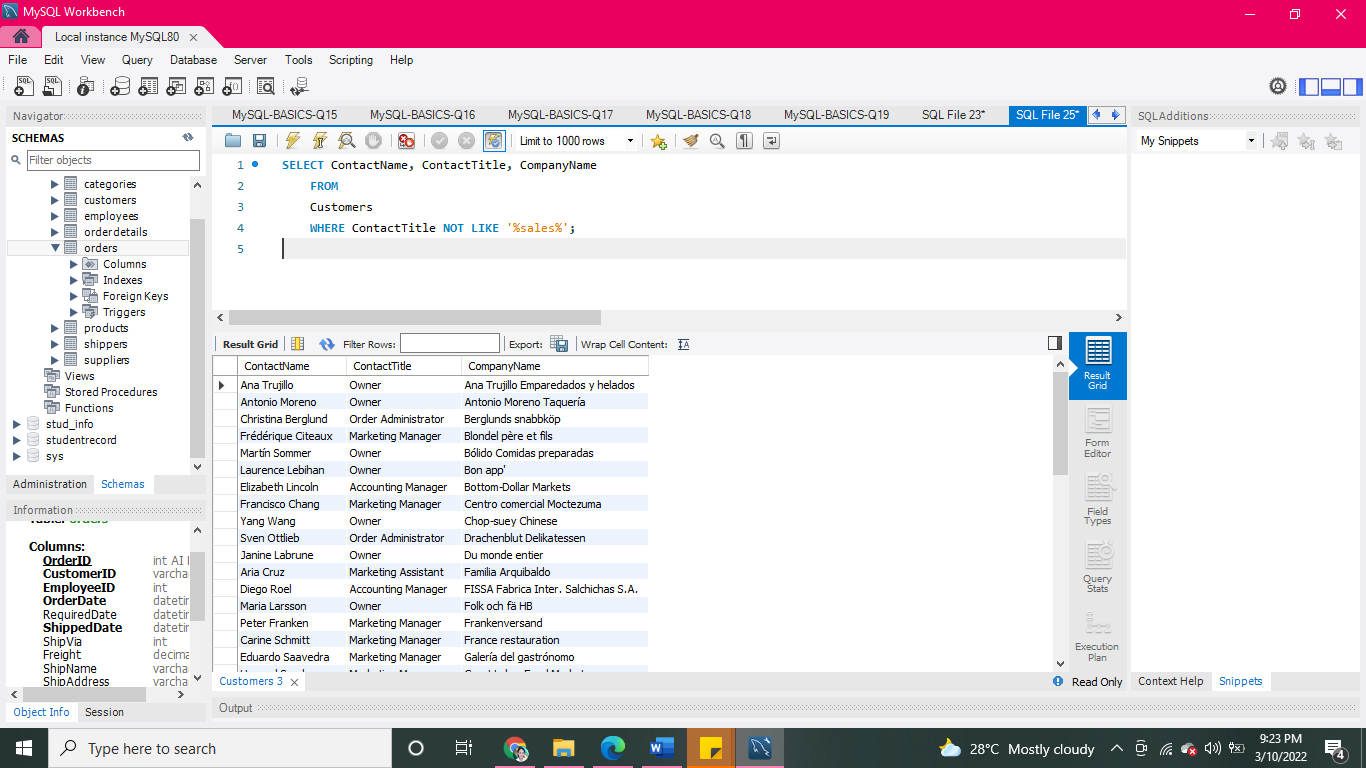 MySQL Workbench
Local instance MySQL80
File Edit View Query Database Server Tools Scripting Help
Navigator
SCHEMAS
Filter objects
categories
customers
employees
orderdetails
orders
Columns
Indexes
Foreign Keys
Triggers
products
shippers
suppliers
Views
Stored Procedures
Functions
stud_info
studentrecord
sys
Administration Schemas
Information
Columns:
OrderID int AI
CustomerID varcha
EmployeeID int
OrderDate datetin
RequiredDate datetin
ShippedDate datetin
ShipVia int
Freight decima
ShipName varcha
ShipAddress varcha
Object Info Session
MySQL-BASICS-Q15 MySQL-BASICS-Q16 MySQL-BASICS-Q17 MySQL-BASICS-Q18 MySQL-BASICS-Q19 SQL File 23* SQL File 25*
Limit to 1000 rows
1 SELECT ContactName, ContactTitle, CompanyName
2 FROM
3 Customers
4 WHERE ContactTitle NOT LIKE '%sales%';
5
Result Grid Filter Rows: Export: Wrap Cell Content:
ContactName ContactTitle CompanyName
Ana Trujillo Owner Ana Trujillo Emparedados y helados
Antonio Moreno Owner Antonio Moreno Taquería
Christina Berglund Order Administrator Berglunds snabbköp
Frédérique Citeaux Marketing Manager Blondel père et fils
Martín Sommer Owner Bólido Comidas preparadas
Laurence Lebihan Owner Bon app'
Elizabeth Lincoln Accounting Manager Bottom-Dollar Markets
Francisco Chang Marketing Manager Centro comercial Moctezuma
Yang Wang Owner Chop-suey Chinese
Sven Ottlieb Order Administrator Drachenblut Delikatessen
Janine Labrune Owner Du monde entier
Aria Cruz Marketing Assistant Familia Arquibaldo
Diego Roel Accounting Manager FISSA Fabrica Inter. Salchichas S.A.
Maria Larsson Owner Folk och fä HB
Peter Franken Marketing Manager Frankenversand
Carine Schmitt Marketing Manager France restauration
Eduardo Saavedra Marketing Manager Galería del gastrónomo
Result
Grid
Form
Editor
Field
Types
Query
Stats
Execution
Plan
Customers 3
Read Only
Output
SQLAdditions
My Snippets
Context Help Snippets
Type here to search
28°C Mostly cloudy
9:23 PM
3/10/2022
4